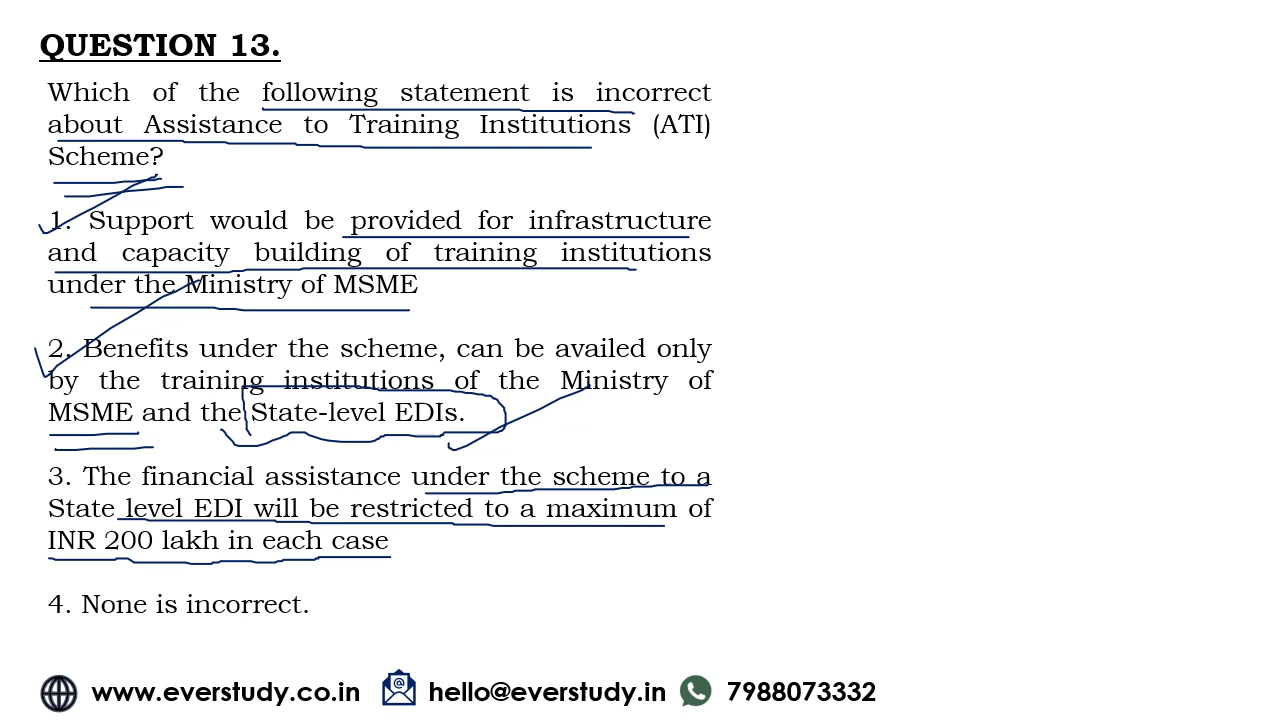 QUESTION 13.
Which of the following statement is incorrect
about Assistance to Training Institutions (ATI)
Scheme?
1. Support would be provided for infrastructure
and capacity building of training institutions
under the Ministry of MSME
2. Benefits under the scheme, can be availed only
by the training institutions of the Ministry of
MSME and the State-level EDIs.
3. The financial assistance under the scheme to a
State level EDI will be restricted to a maximum of
INR 200 lakh in each case
4. None is incorrect.
www.everstudy.co.in hello@everstudy.in 7988073332